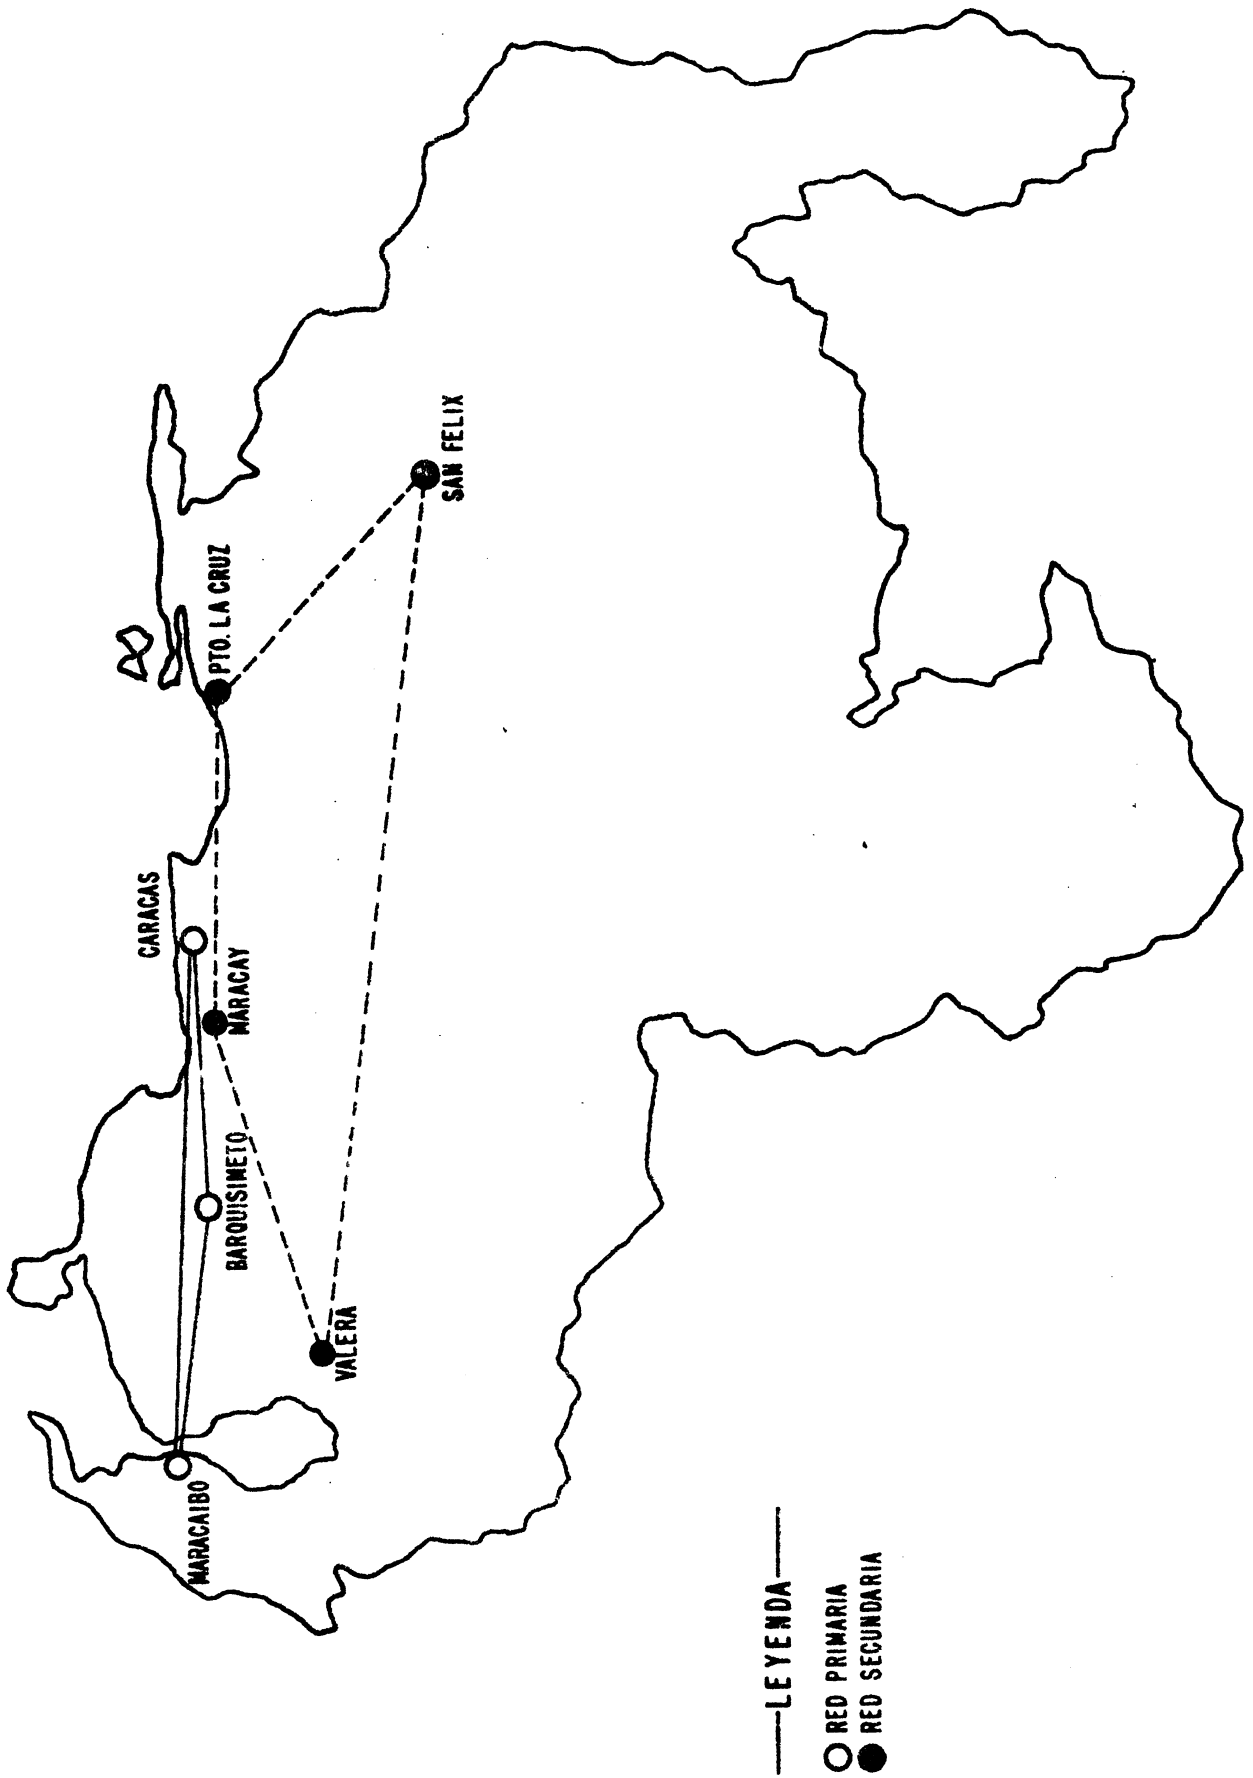 CARACAS
PTO. LA CRUZ
MARACAY
BARQUISIMETO
MARACAIBO
VALERA
SAN FELIX
LEYENDA
RED PRIMARIA
RED SECUNDARIA